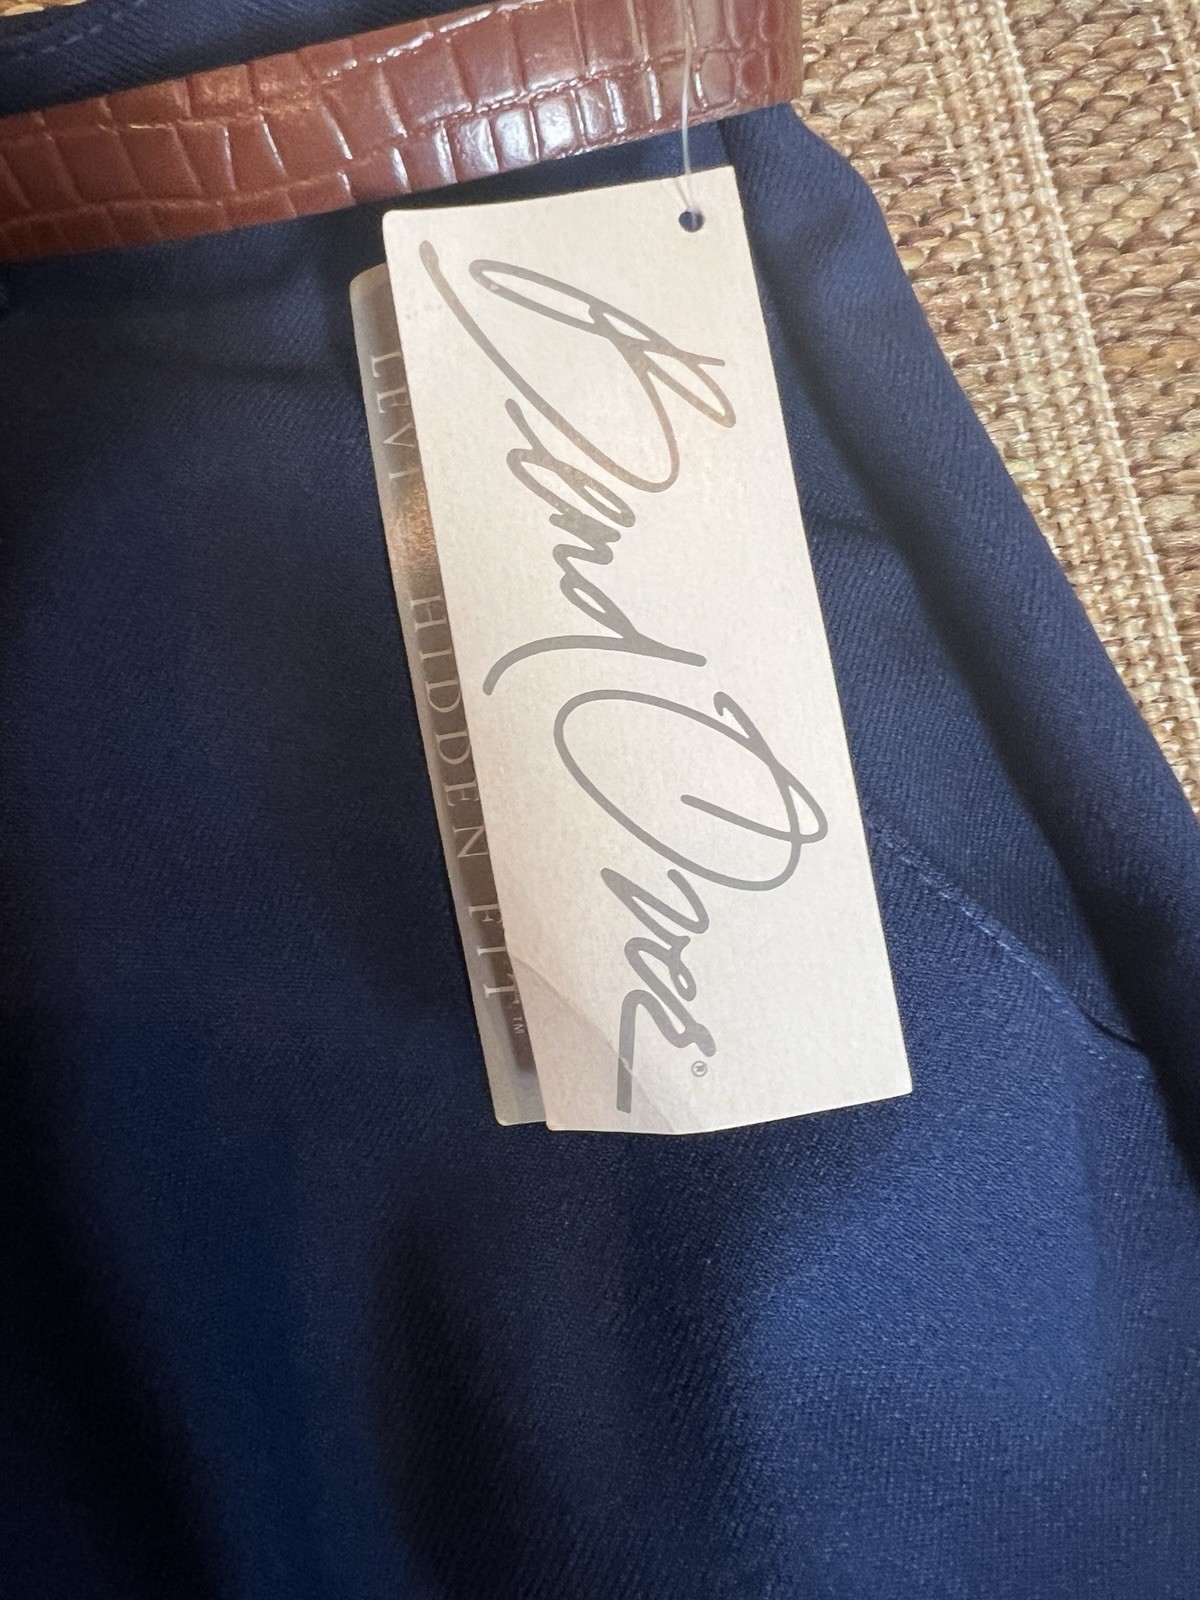 Bend Over®
LEVI HIDDEN FIT™